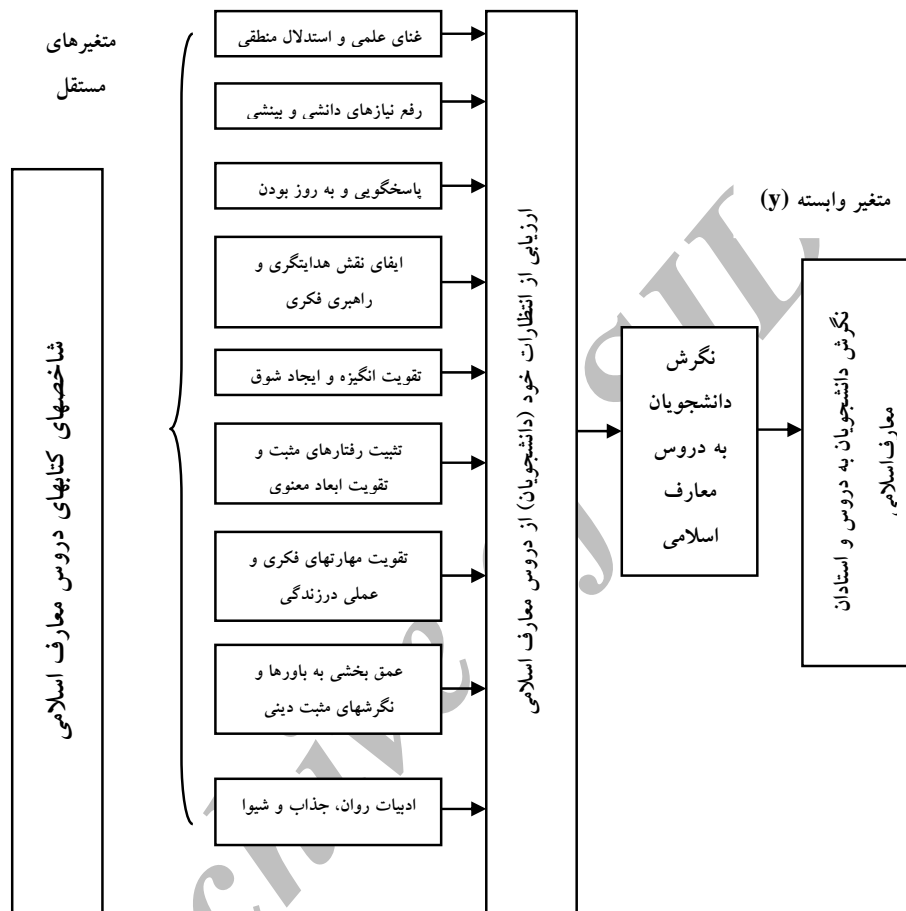 متغیرهای
مستقل
شاخصهای کتابهای دروس معارف اسلامی
غنای علمی و استدلال منطقی
رفع نیازهای دانشی و بینشی
پاسخگویی و به روز بودن
ایفای نقش هدایتگری و
راهبری فکری
تقویت انگیزه و ایجاد شوق
تثبیت رفتارهای مثبت و
تقویت ابعاد معنوی
تقویت مهارتهای فکری و
عملی درزندگی
عمق بخشی به باورها و
نگرشهای مثبت دینی
ادبیات روان، جذاب و شیوا
ارزیابی از انتظارات خود (دانشجویان) از دروس معارف اسلامی
نگرش
دانشجویان
به دروس
معارف
اسلامی
متغیر وابسته (y)
نگرش دانشجویان به دروس و استادان
معارف‌اسلامی